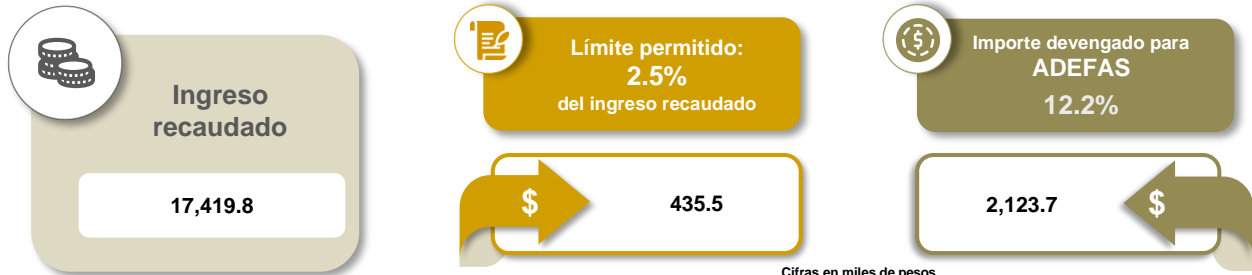 Ingreso
recaudado
17,419.8
Límite permitido:
2.5%
del ingreso recaudado
$
435.5
Importe devengado para
ADEFAS
12.2%
2,123.7
$
Cifras en miles de pesos